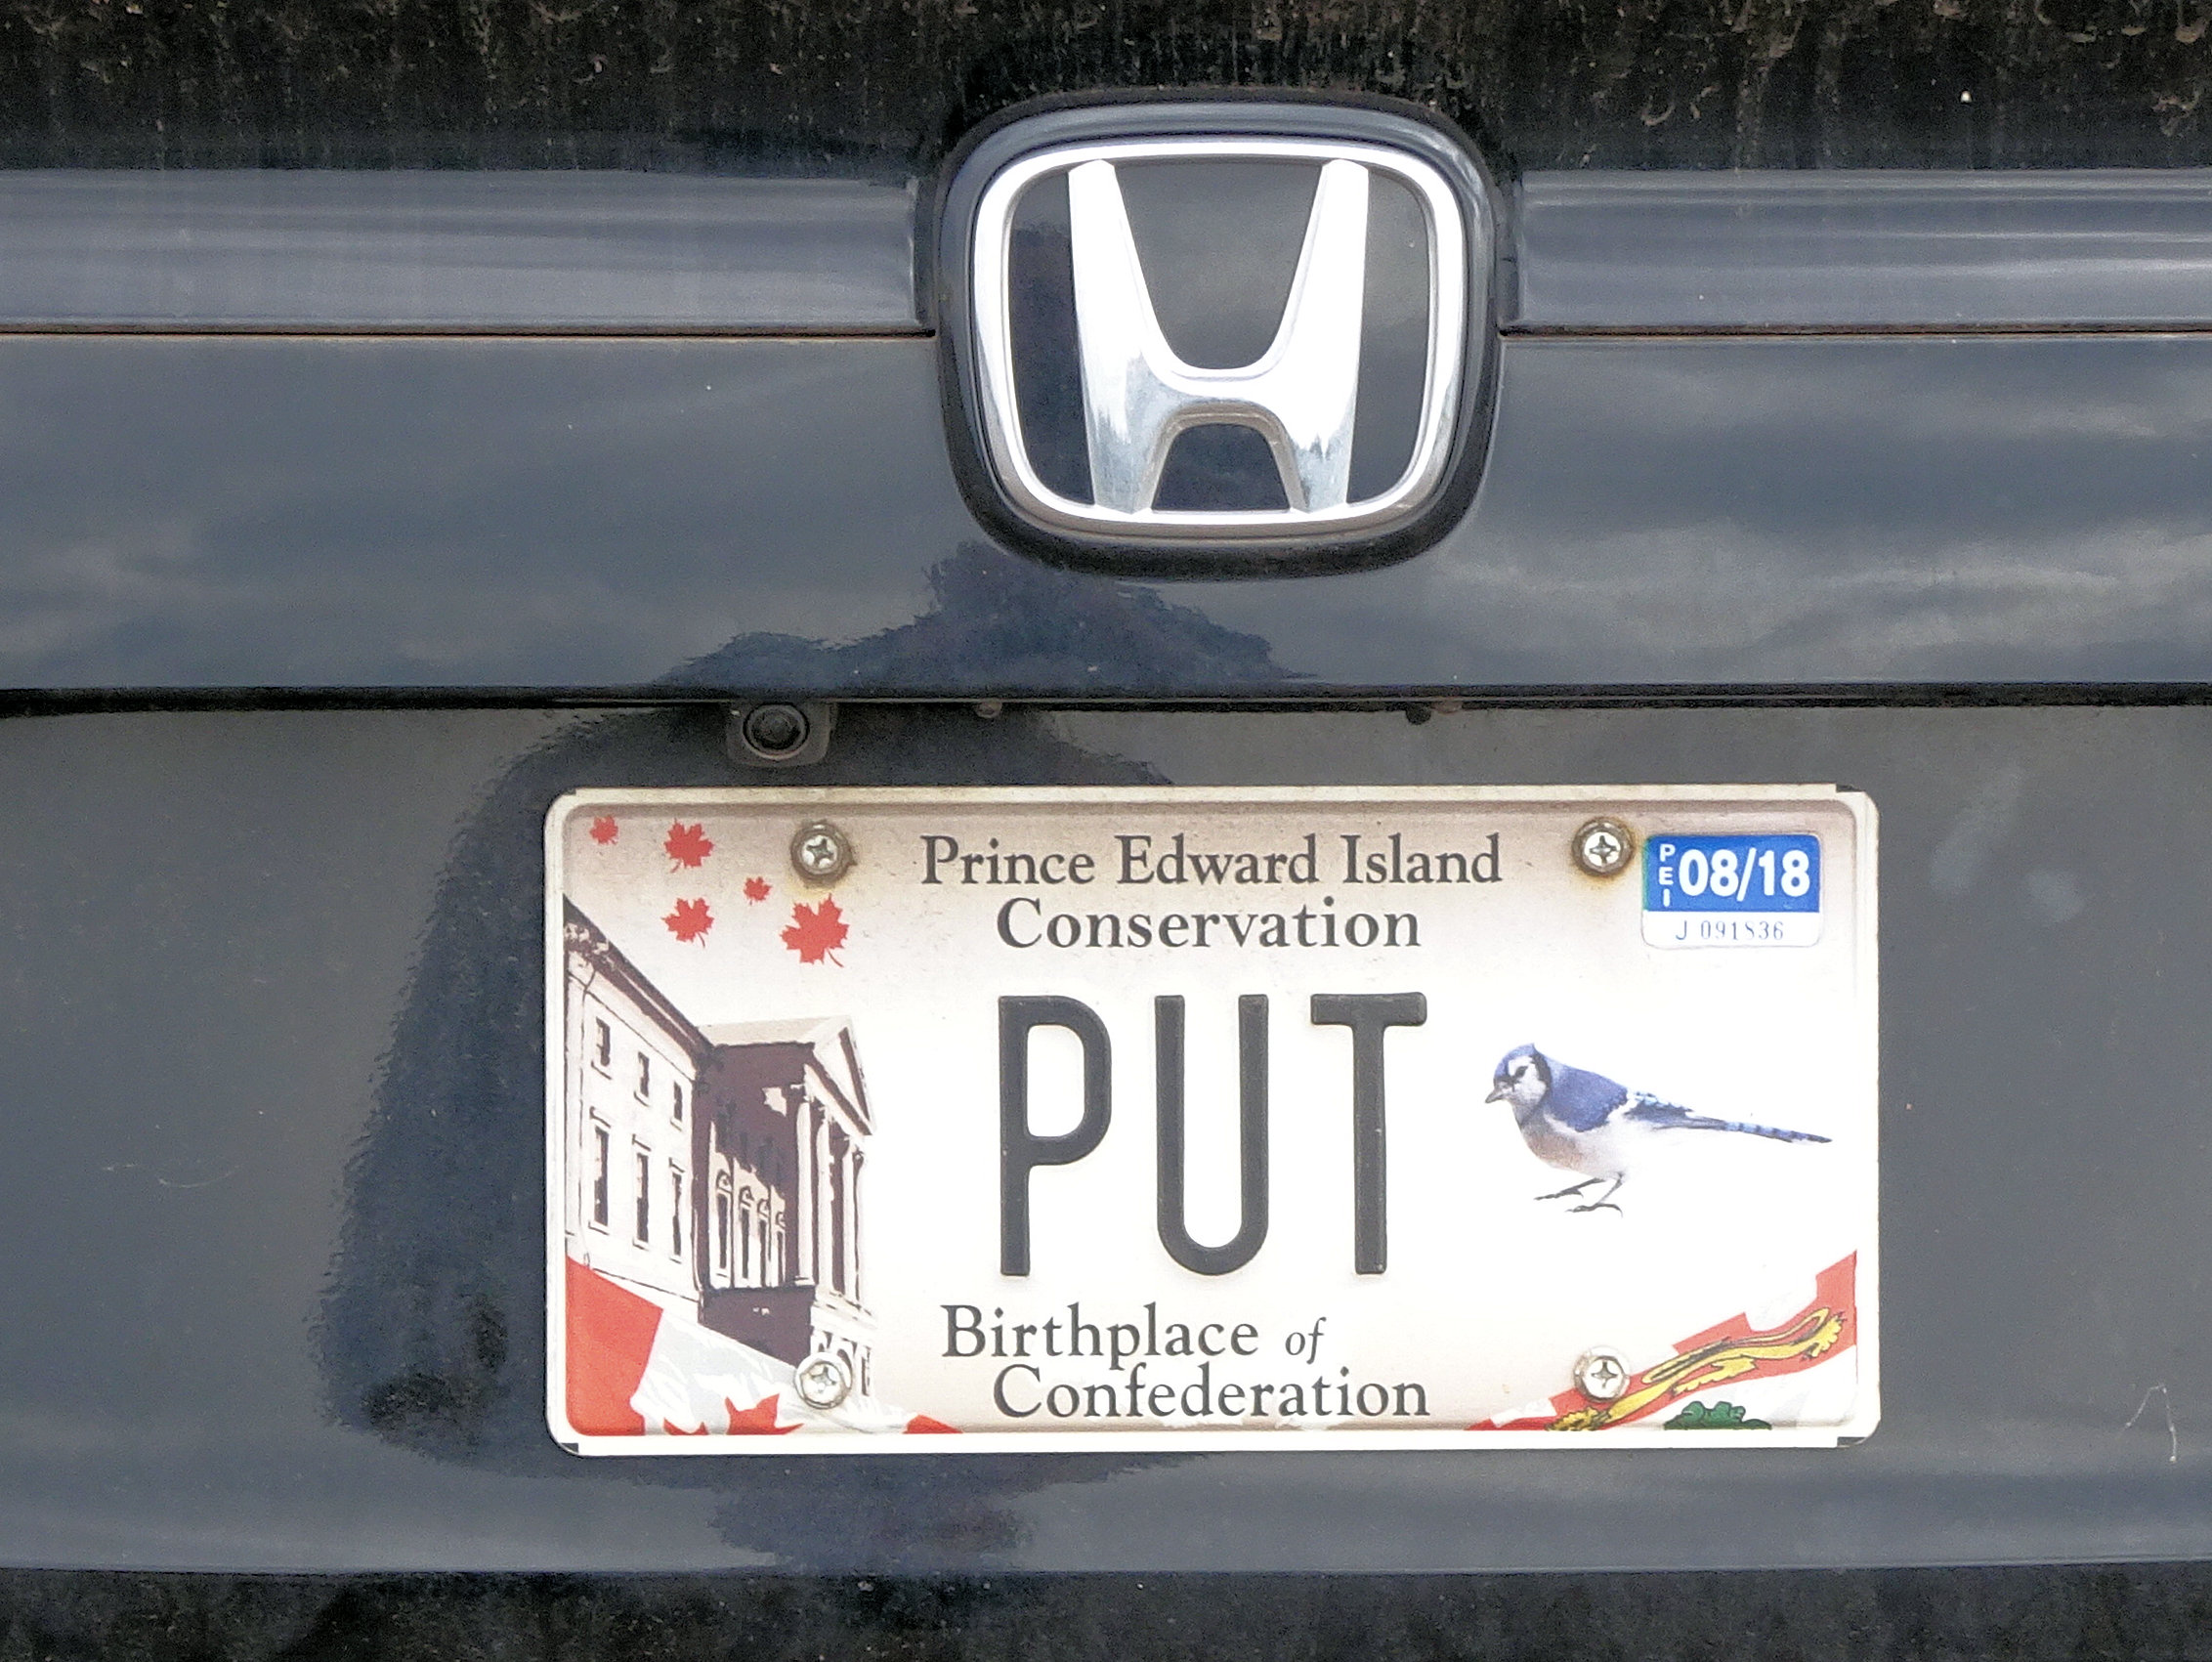 Prince Edward Island
Conservation
PEI 08/18
J 091836
PUT
Birthplace of
Confederation